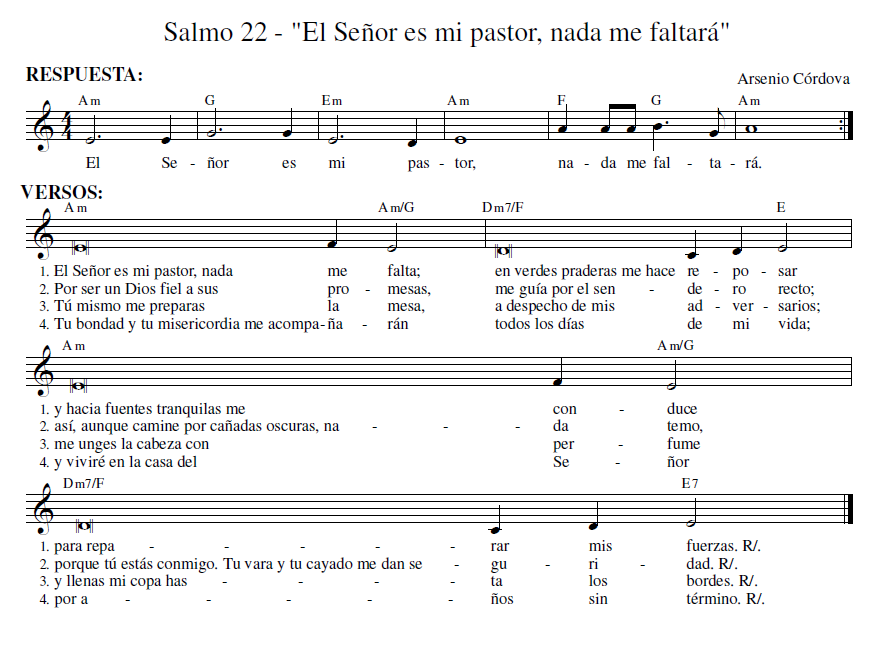 Salmo 22 - "El Señor es mi pastor, nada me faltará"
RESPUESTA:
Arsenio Córdova
Am G Em Am F G Am
El Se - ñor es mi pas - tor, na - da me fal - ta - rá.
VERSOS:
Am Am/G Dm7/F E
1. El Señor es mi pastor, nada me falta; en verdes praderas me hace re - po - sar
2. Por ser un Dios fiel a sus pro - mesas, me guía por el sen - de - ro recto;
3. Tú mismo me preparas la mesa, a despecho de mis ad - ver - sarios;
4. Tu bondad y tu misericordia me acompa-ña - rán todos los días de mi vida;
Am Am/G
1. y hacia fuentes tranquilas me con - duce
2. así, aunque camine por cañadas oscuras, na - - - da temo,
3. me unges la cabeza con per - fume
4. y viviré en la casa del Se - ñor
Dm7/F E7
1. para repa - - - - - rar mis fuerzas. R/.
2. porque tú estás conmigo. Tu vara y tu cayado me dan se - gu - ri - dad. R/.
3. y llenas mi copa has - - - - ta los bordes. R/.
4. por a - - - - - ños sin término. R/.